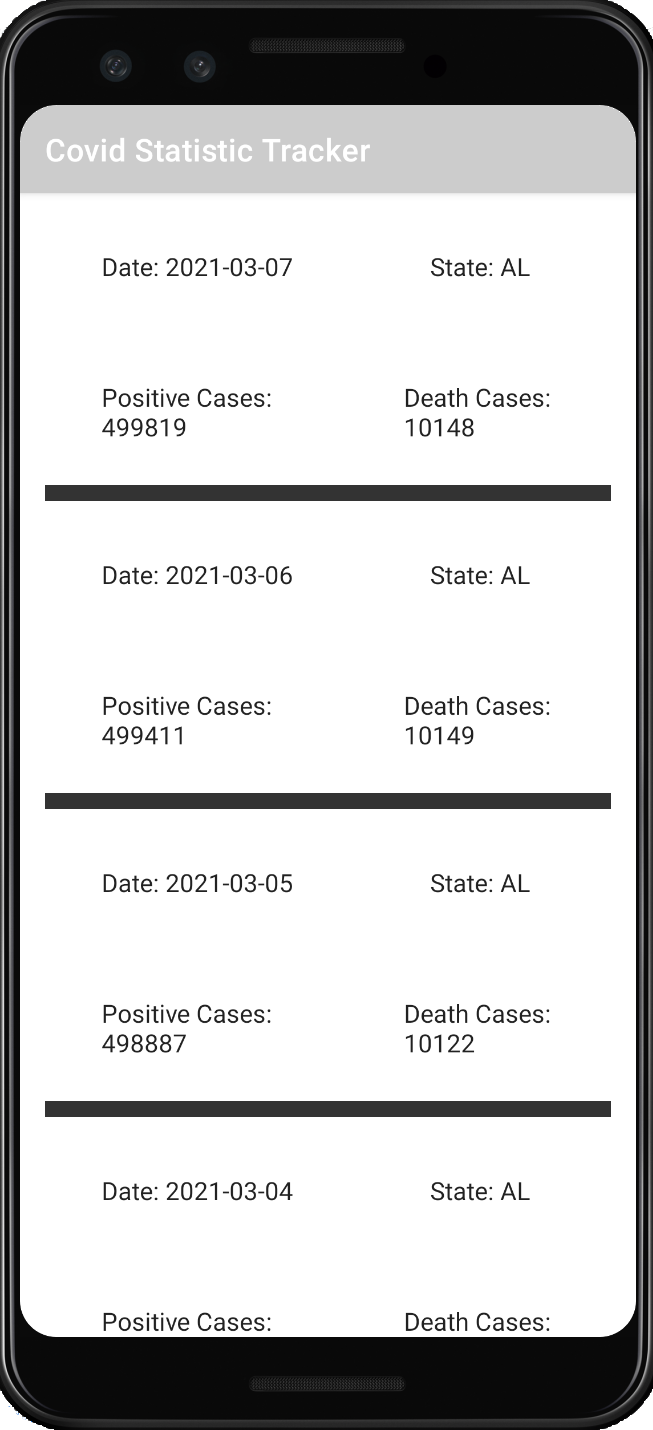 Covid Statistic Tracker
Date: 2021-03-07 State: AL
Positive Cases: Death Cases:
499819 10148
Date: 2021-03-06 State: AL
Positive Cases: Death Cases:
499411 10149
Date: 2021-03-05 State: AL
Positive Cases: Death Cases:
498887 10122
Date: 2021-03-04 State: AL
Positive Cases: Death Cases: